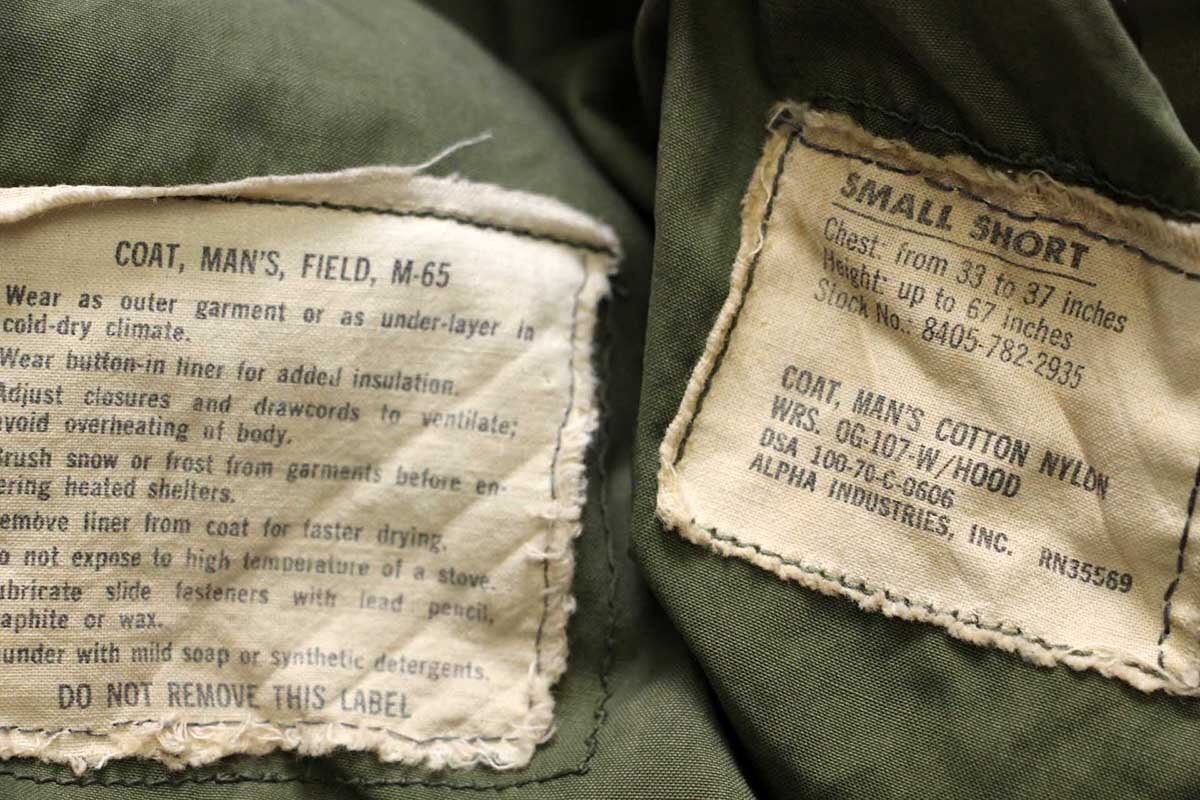 COAT, MAN'S, FIELD, M-65
Wear as outer garment or as under-layer in
cold-dry climate.
Wear button-in liner for added insulation.
Adjust closures and drawcords to ventilate;
avoid overheating of body.
Brush snow or frost from garments before en-
ering heated shelters.
emove liner from coat for faster drying.
o not expose to high temperature of a stove.
ubricate slide fasteners with lead pencil,
aphite or wax.
under with mild soap or synthetic detergents.
DO NOT REMOVE THIS LABEL
SMALL SHORT
Chest: from 33 to 37 inches
Height: up to 67 inches
Stock No.: 8405-782-2935
COAT, MAN'S COTTON NYLON
WRS. OG-107-W/HOOD
DSA 100-70-C-0606
ALPHA INDUSTRIES, INC. RN35589